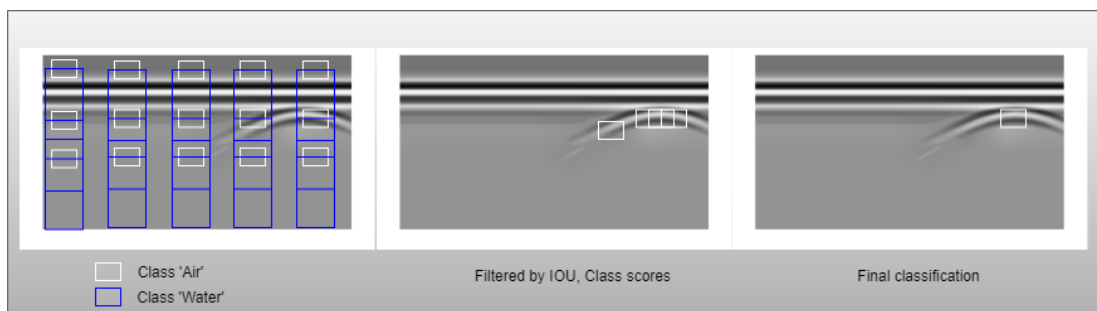 Class 'Air'
Class 'Water'
Filtered by IOU, Class scores
Final classification